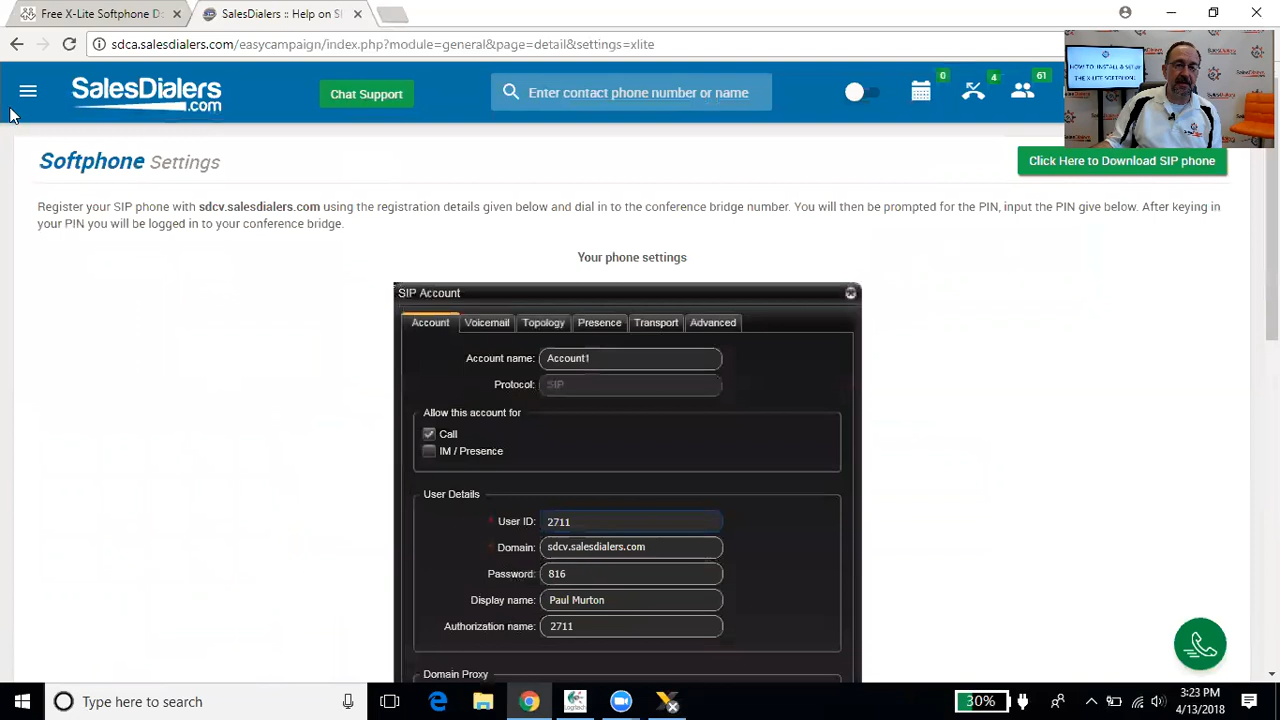 Free X-Lite Softphone D
SalesDialers :: Help on S
sdca.salesdialers.com/easycampaign/index.php?module=general&page=detail&settings=xlite
SalesDialers
.com
Chat Support
Enter contact phone number or name
0
4
61
HOW TO INSTALL & SETUP
THE X-LITE SOFTPHONE
Softphone Settings
Click Here to Download SIP phone
Register your SIP phone with sdcv.salesdialers.com using the registration details given below and dial in to the conference bridge number. You will then be prompted for the PIN, input the PIN give below. After keying in
your PIN you will be logged in to your conference bridge.
Your phone settings
SIP Account
Account Voicemail Topology Presence Transport Advanced
Account name: Account1
Protocol: SIP
Allow this account for
Call
IM / Presence
User Details
* User ID: 2711
* Domain: sdcv.salesdialers.com
Password: 816
Display name: Paul Murton
Authorization name: 2711
Domain Proxy
Type here to search
30%
3:23 PM
4/13/2018